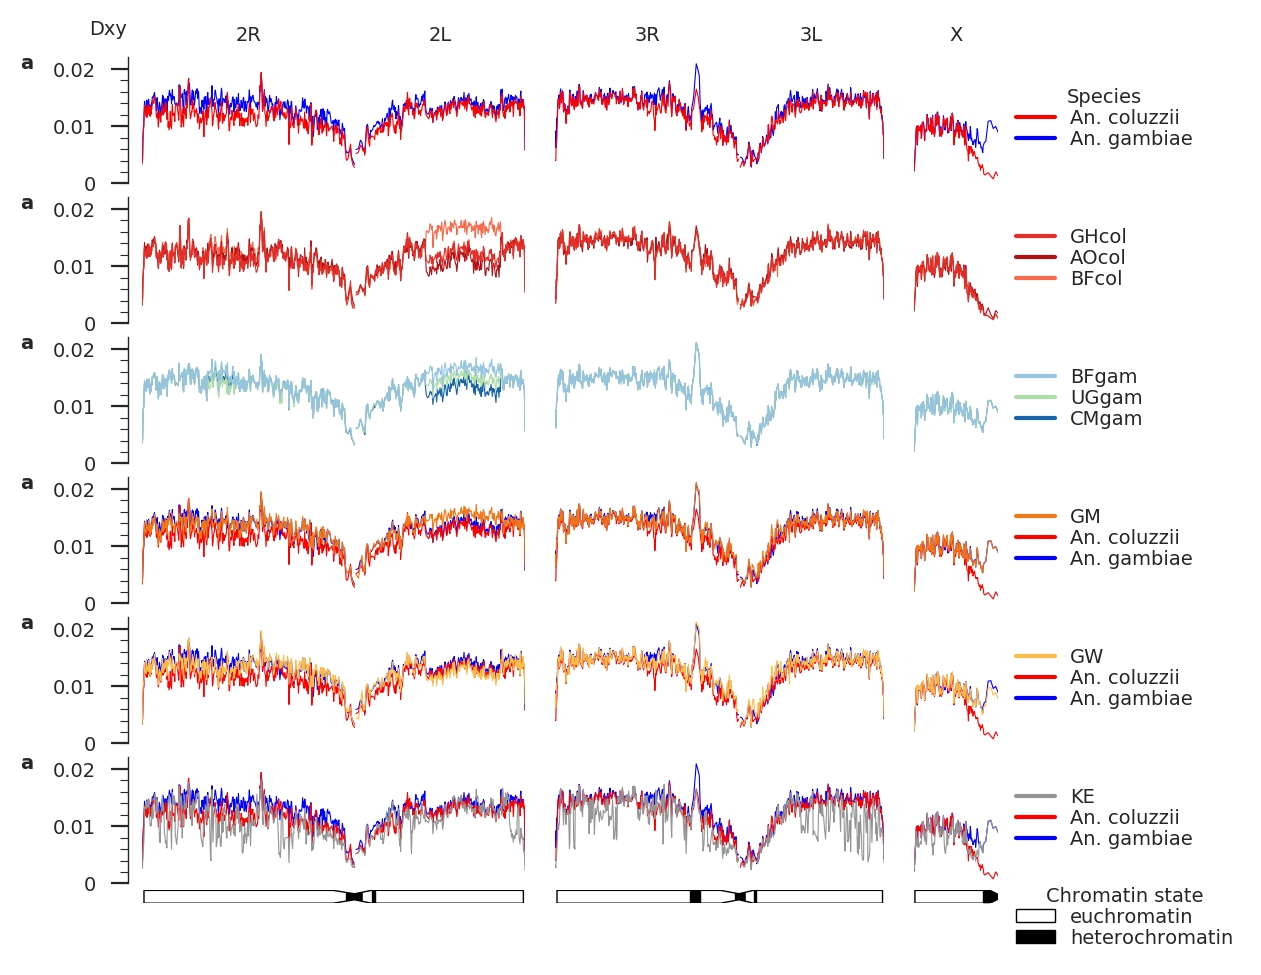 Dxy 2R 2L 3R 3L X
a 0.02
0.01
0
Species
An. coluzzii
An. gambiae
a 0.02
0.01
0
GHcol
AOcol
BFcol
a 0.02
0.01
0
BFgam
UGgam
CMgam
a 0.02
0.01
0
GM
An. coluzzii
An. gambiae
a 0.02
0.01
0
GW
An. coluzzii
An. gambiae
a 0.02
0.01
0
KE
An. coluzzii
An. gambiae
Chromatin state
euchromatin
heterochromatin